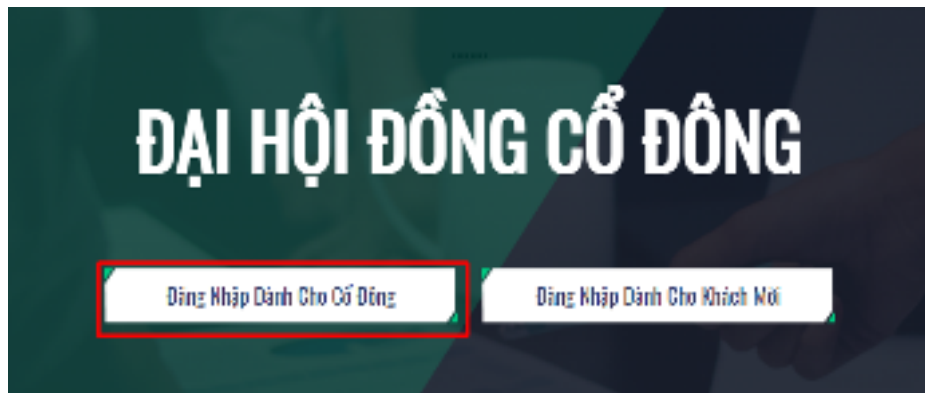 ĐẠI HỘI ĐỒNG CỔ ĐÔNG
Đăng Nhập Dành Cho Cổ Đông
Đăng Nhập Dành Cho Khách Mời